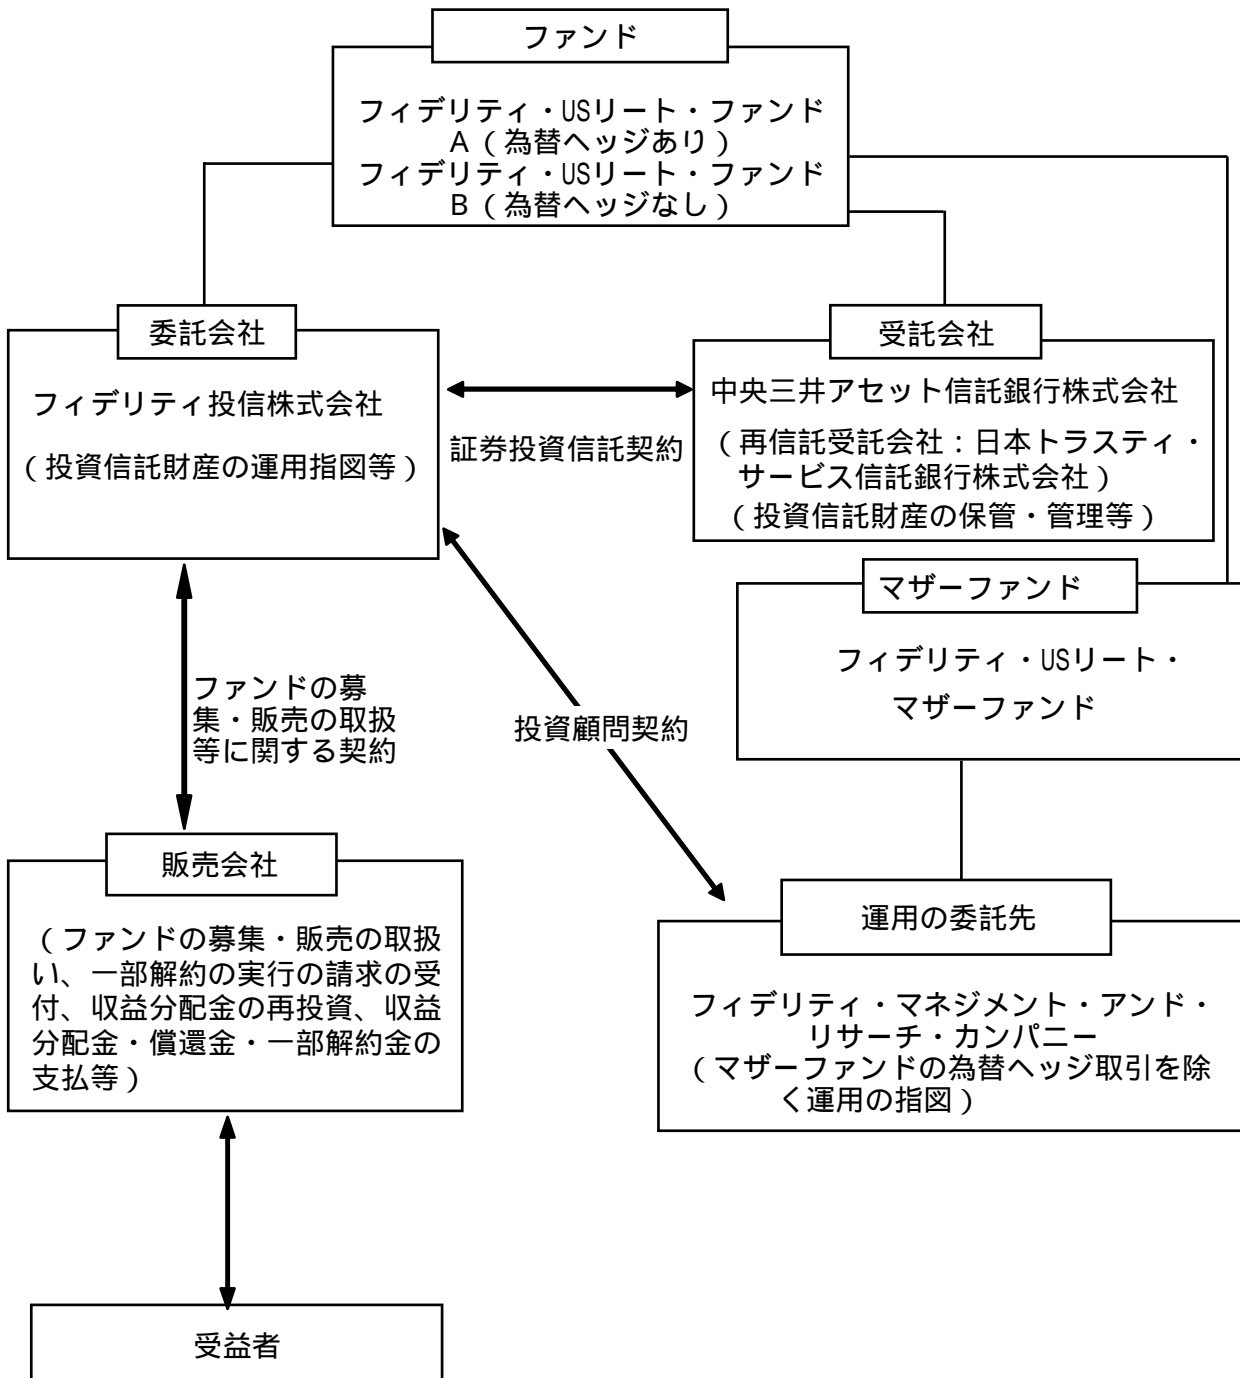 ファンド
フィデリティ・USリート・ファンド
A（為替ヘッジあり）
フィデリティ・USリート・ファンド
B（為替ヘッジなし）
委託会社
フィデリティ投信株式会社
（投資信託財産の運用指図等）
証券投資信託契約
受託会社
中央三井アセット信託銀行株式会社
（再信託受託会社：日本トラスティ・
サービス信託銀行株式会社）
（投資信託財産の保管・管理等）
マザーファンド
フィデリティ・USリート・
マザーファンド
ファンドの募
集・販売の取扱
等に関する契約
投資顧問契約
販売会社
（ファンドの募集・販売の取扱
い、一部解約の実行の請求の受
付、収益分配金の再投資、収益
分配金・償還金・一部解約金の
支払等）
運用の委託先
フィデリティ・マネジメント・アンド・
リサーチ・カンパニー
（マザーファンドの為替ヘッジ取引を除
く運用の指図）
受益者